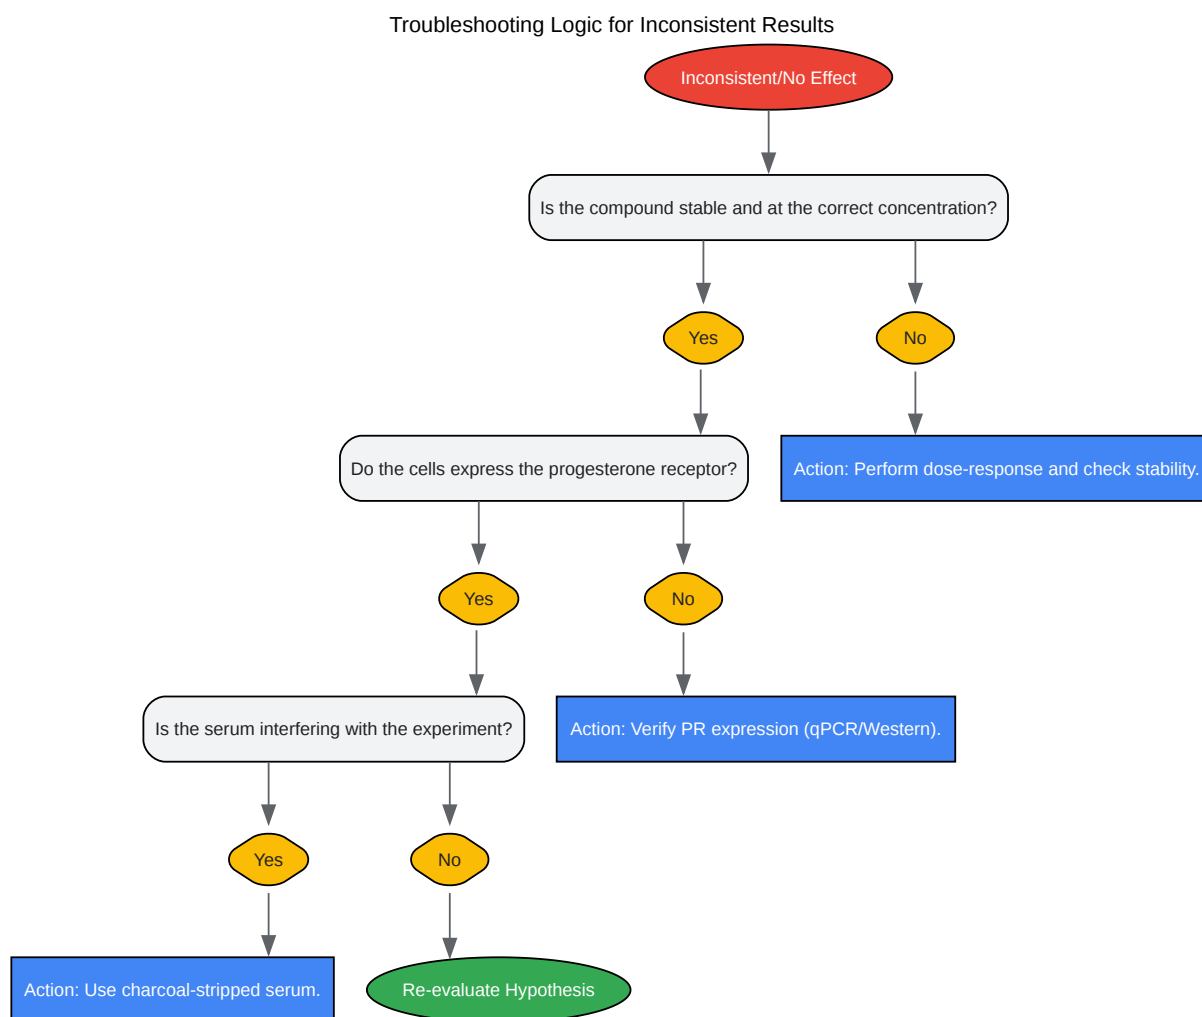 Troubleshooting Logic for Inconsistent Results
Inconsistent/No Effect
Is the compound stable and at the correct concentration?
Yes
No
Do the cells express the progesterone receptor?
Action: Perform dose-response and check stability.
Yes
No
Is the serum interfering with the experiment?
Action: Verify PR expression (qPCR/Western).
Yes
No
Action: Use charcoal-stripped serum.
Re-evaluate Hypothesis